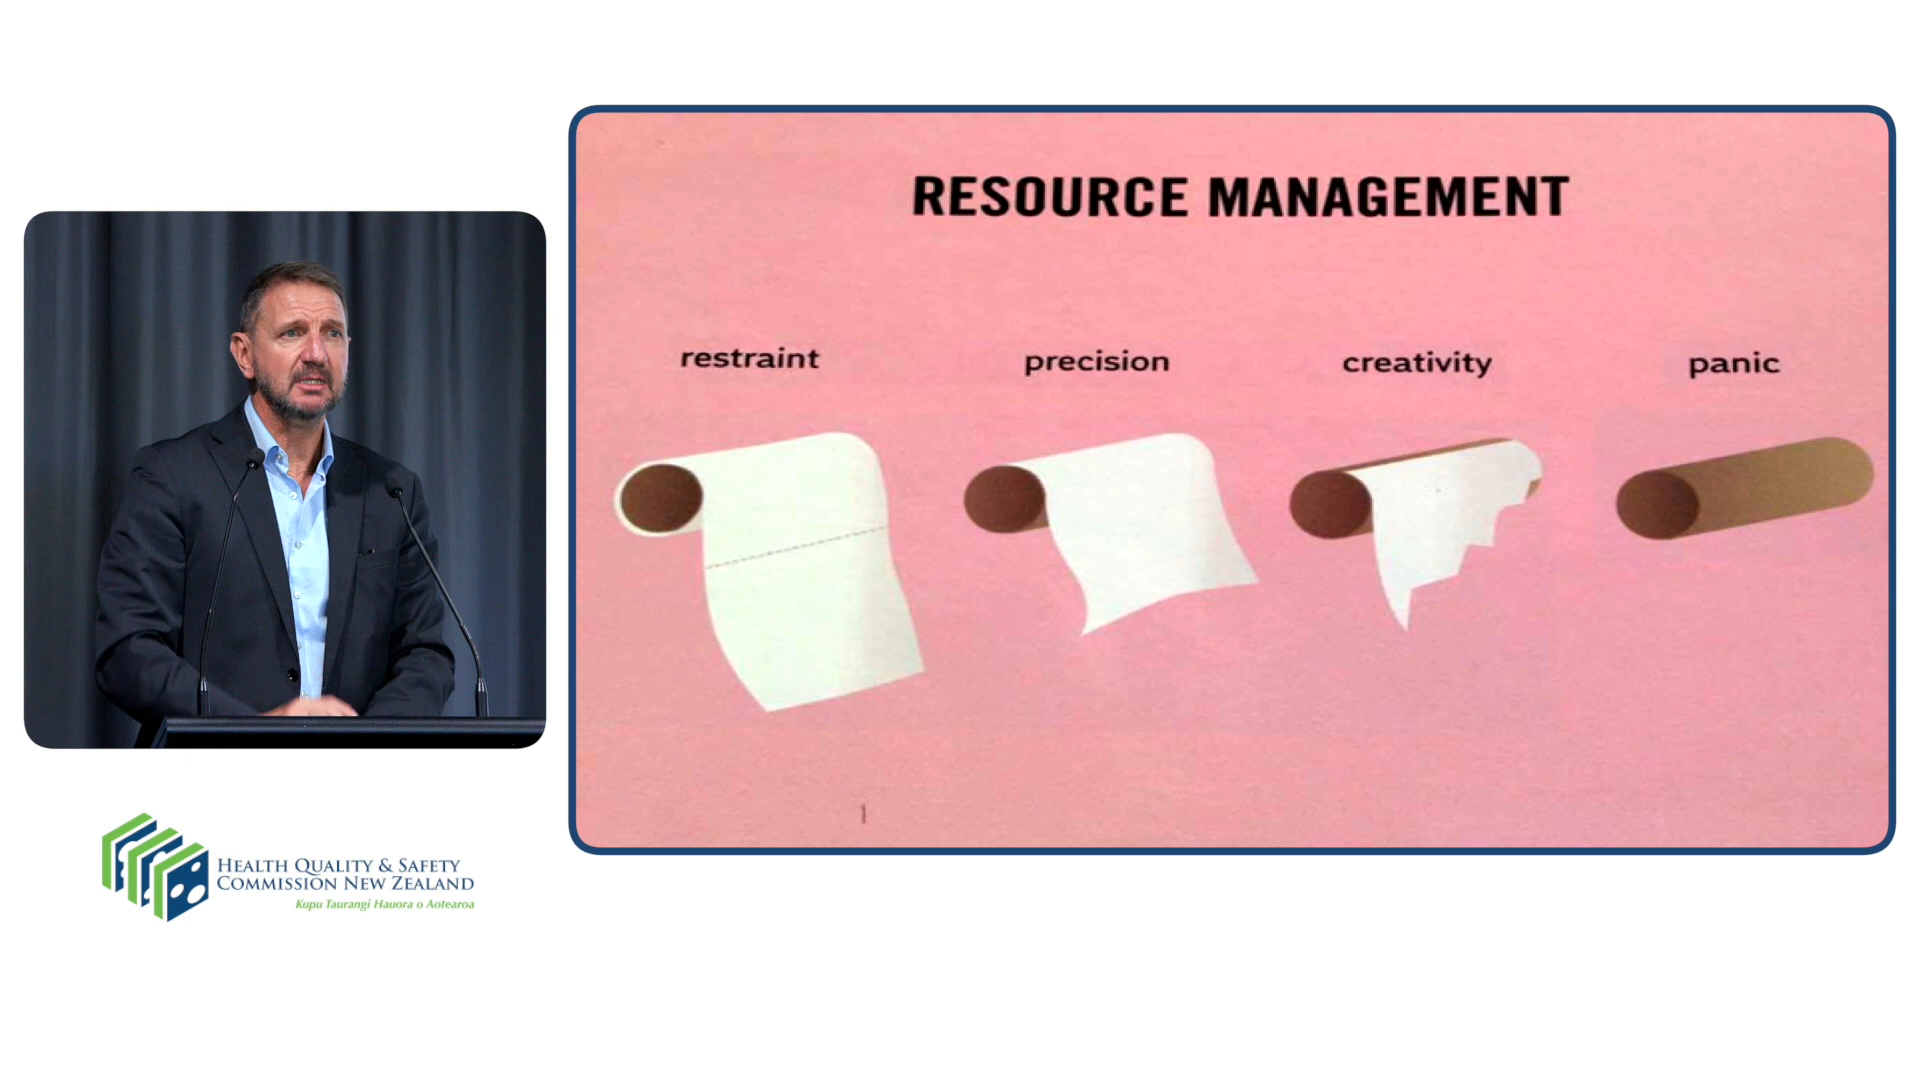 RESOURCE MANAGEMENT
restraint
precision
creativity
panic
HEALTH QUALITY & SAFETY
COMMISSION NEW ZEALAND
Kupu Taurangi Hauora o Aotearoa